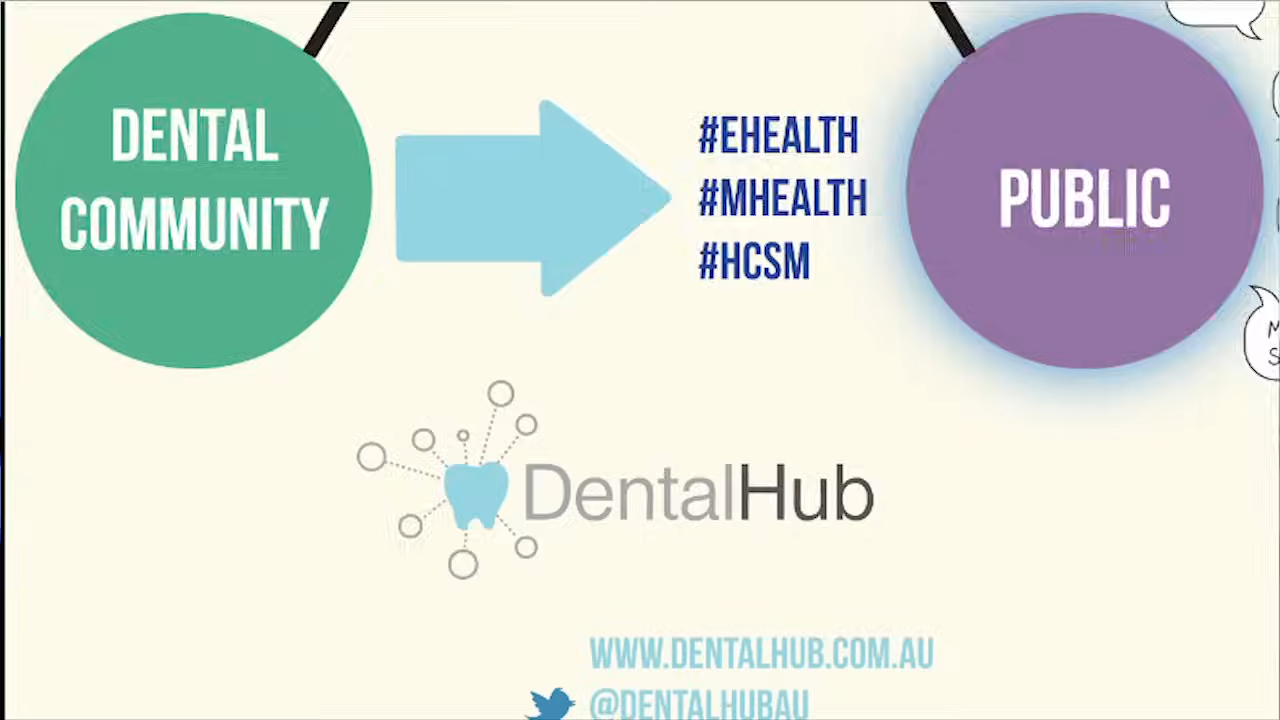 DENTAL
COMMUNITY
#EHEALTH
#MHEALTH
#HCSM
PUBLIC
DentalHub
WWW.DENTALHUB.COM.AU
@DENTALHUBAU